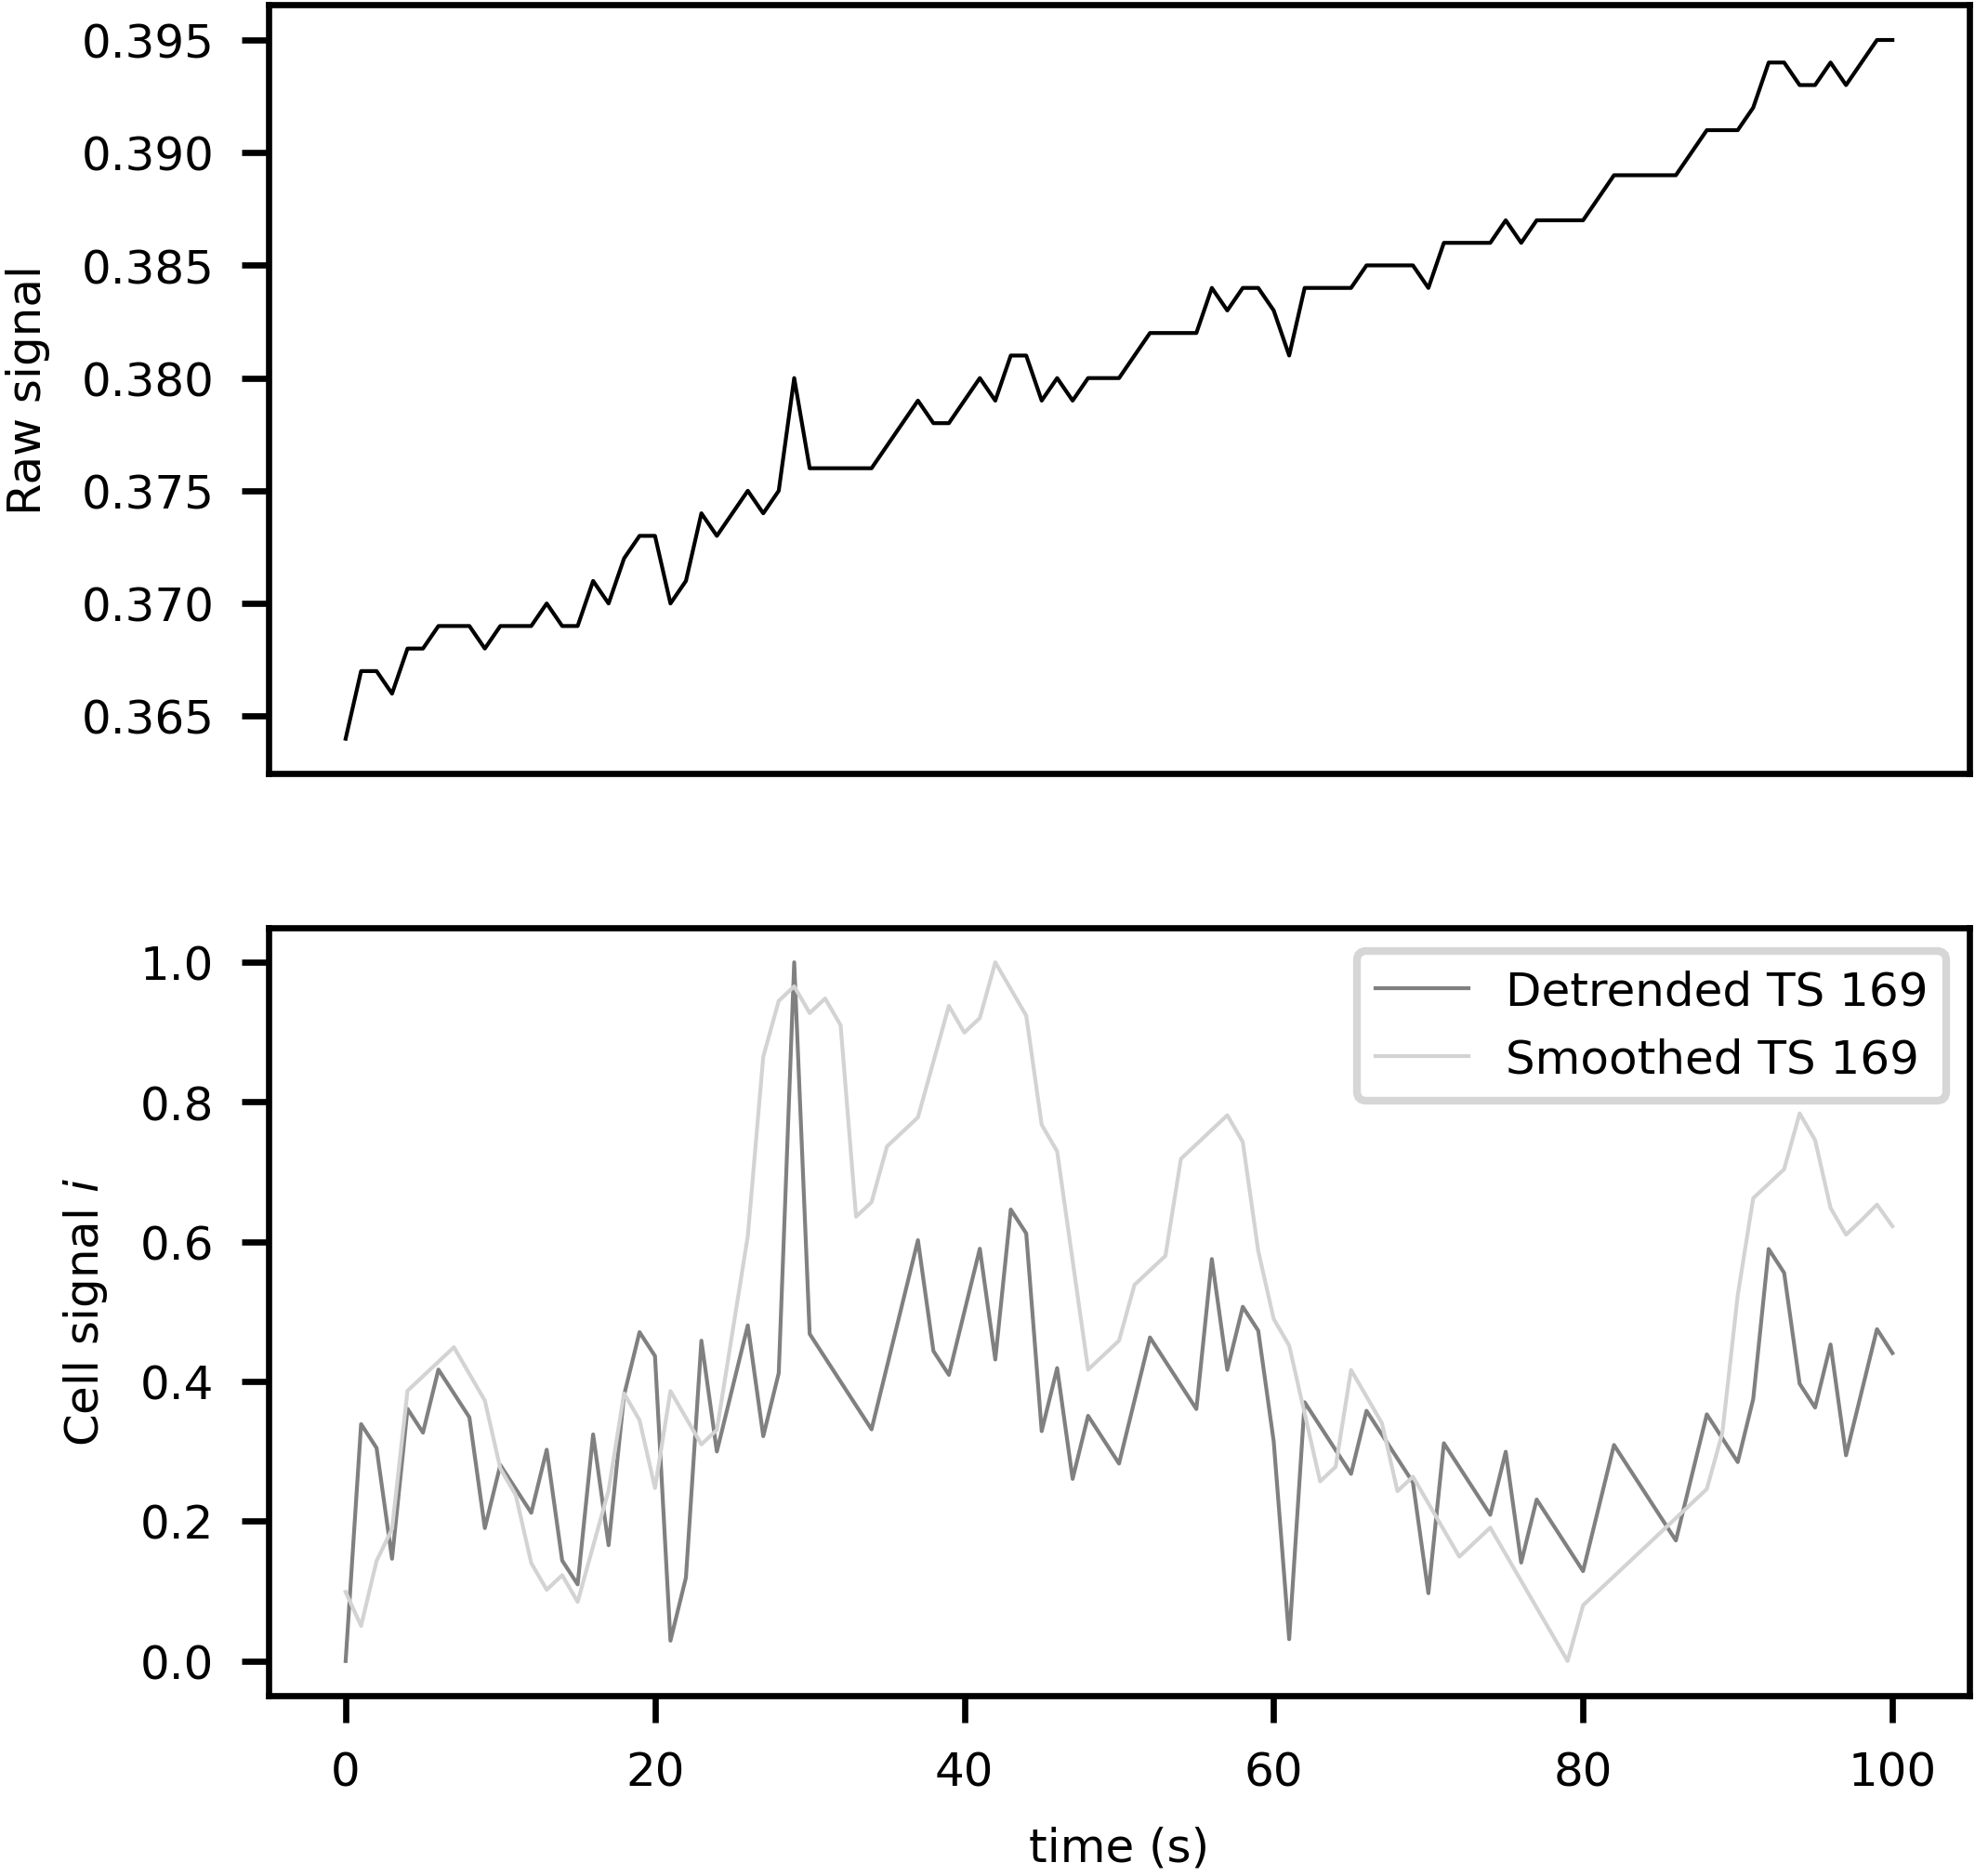 Raw signal
0.395
0.390
0.385
0.380
0.375
0.370
0.365
Cell signal i
1.0
0.8
0.6
0.4
0.2
0.0
Detrended TS 169
Smoothed TS 169
0 20 40 60 80 100
time (s)